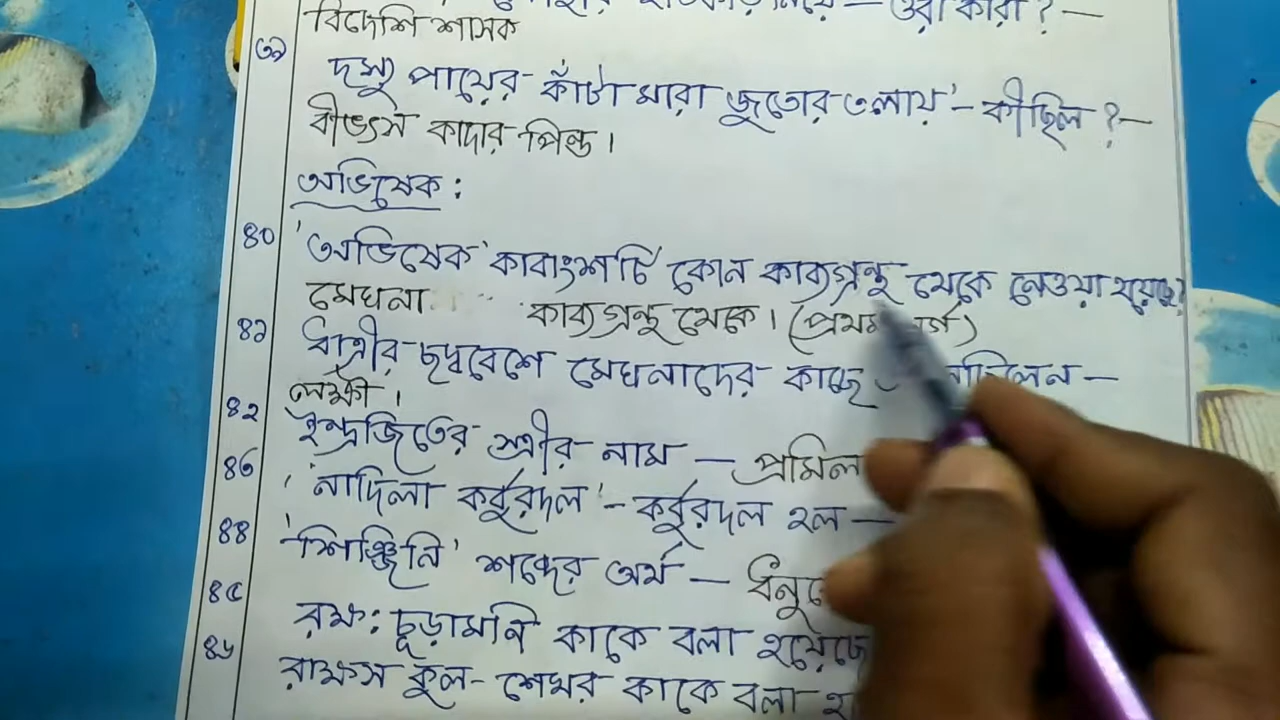 নিয়ে – ওরা কারা? –
বিদেশি শাসক
৩৯ দস্যু পায়ের কাঁটা মারা জুতোর তলায়' – কী ছিল? –
বীভৎস কাদার পিন্ড।
অভিষেক:
৪০ 'অভিষেক' কাব্যংশটি কোন কাব্যগ্রন্থ থেকে নেওয়া হয়েছে?
মেঘনা কাব্যগ্রন্থ থেকে। (প্রথম
৪১ ধাত্রীর ছদ্মবেশে মেঘনাদের কাছে
লক্ষ্মী।
৪২ ইন্দ্রজিতের স্ত্রীর নাম – প্রমিল
৪৩ 'নাদিলা কর্বুরদল' – কর্বুরদল হল –
৪৪ 'শিঞ্জিনি' শব্দের অর্থ –
৪৫ রক্ষ: চূড়ামনি কাকে বলা হয়েছে
৪৬ রাক্ষস কুল- শেখর কাকে বলা